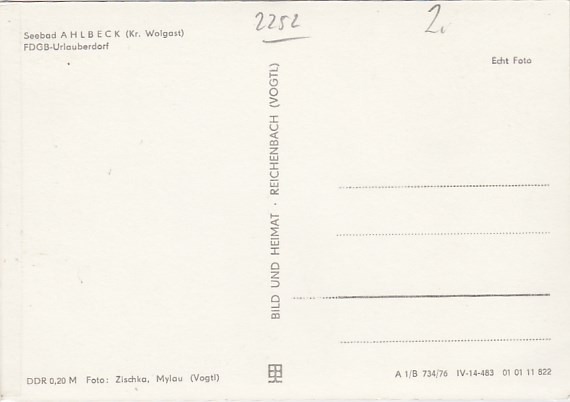 2252
2.
Seebad AHLBECK (Kr. Wolgast)
FDGB-Urlauberdorf
Echt Foto
BILD UND HEIMAT · REICHENBACH (VOGTL)
DDR 0,20 M Foto: Zischka, Mylau (Vogtl)
A 1/B 734/76 IV-14-483 01 01 11 822